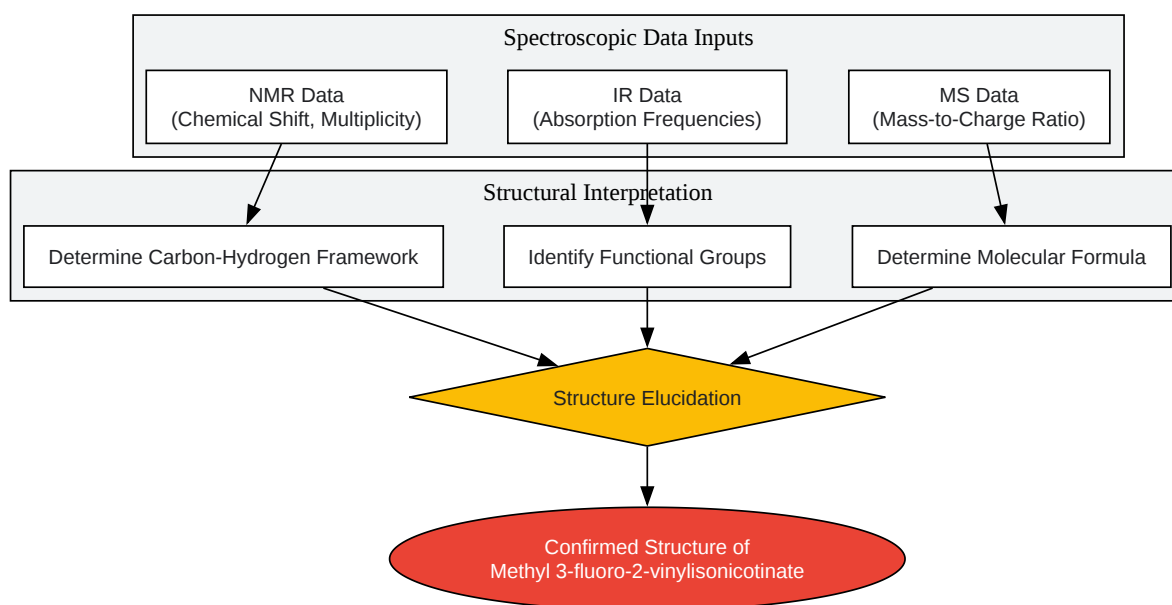 Spectroscopic Data Inputs
NMR Data
(Chemical Shift, Multiplicity)
IR Data
(Absorption Frequencies)
MS Data
(Mass-to-Charge Ratio)
Structural Interpretation
Determine Carbon-Hydrogen Framework
Identify Functional Groups
Determine Molecular Formula
Structure Elucidation
Confirmed Structure of
Methyl 3-fluoro-2-vinylisonicotinate